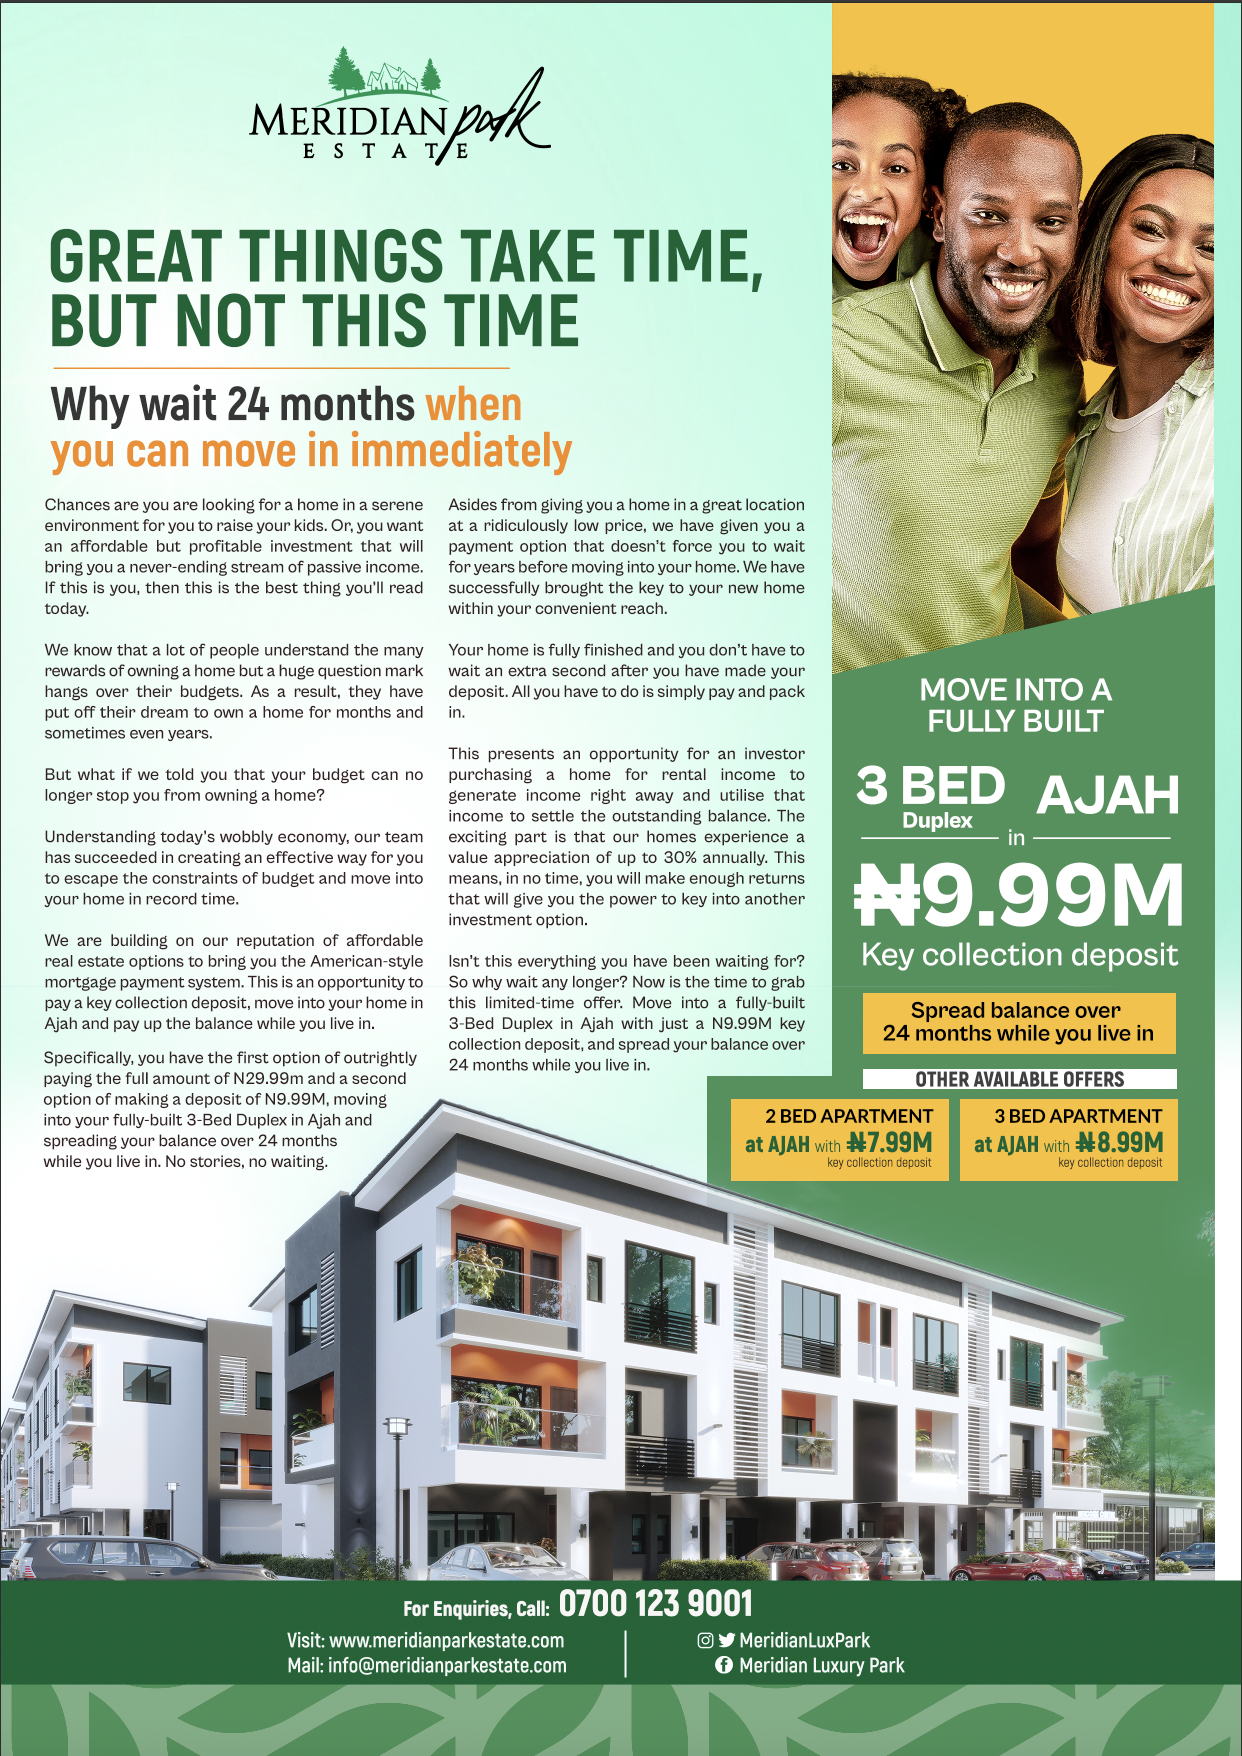 MERIDIAN park
ESTATE
GREAT THINGS TAKE TIME,
BUT NOT THIS TIME
Why wait 24 months when
you can move in immediately
Chances are you are looking for a home in a serene
environment for you to raise your kids. Or, you want
an affordable but profitable investment that will
bring you a never-ending stream of passive income.
If this is you, then this is the best thing you'll read
today.
We know that a lot of people understand the many
rewards of owning a home but a huge question mark
hangs over their budgets. As a result, they have
put off their dream to own a home for months and
sometimes even years.
But what if we told you that your budget can no
longer stop you from owning a home?
Understanding today's wobbly economy, our team
has succeeded in creating an effective way for you
to escape the constraints of budget and move into
your home in record time.
We are building on our reputation of affordable
real estate options to bring you the American-style
mortgage payment system. This is an opportunity to
pay a key collection deposit, move into your home in
Ajah and pay up the balance while you live in.
Specifically, you have the first option of outrightly
paying the full amount of N29.99m and a second
option of making a deposit of N9.99M, moving
into your fully-built 3-Bed Duplex in Ajah and
spreading your balance over 24 months
while you live in. No stories, no waiting.
Asides from giving you a home in a great location
at a ridiculously low price, we have given you a
payment option that doesn't force you to wait
for years before moving into your home. We have
successfully brought the key to your new home
within your convenient reach.
Your home is fully finished and you don't have to
wait an extra second after you have made your
deposit. All you have to do is simply pay and pack
in.
This presents an opportunity for an investor
purchasing a home for rental income to
generate income right away and utilise that
income to settle the outstanding balance. The
exciting part is that our homes experience a
value appreciation of up to 30% annually. This
means, in no time, you will make enough returns
that will give you the power to key into another
investment option.
Isn't this everything you have been waiting for?
So why wait any longer? Now is the time to grab
this limited-time offer. Move into a fully-built
3-Bed Duplex in Ajah with just a N9.99M key
collection deposit, and spread your balance over
24 months while you live in.
MOVE INTO A
FULLY BUILT
3 BED
Duplex
in
AJAH
₦9.99M
Key collection deposit
Spread balance over
24 months while you live in
OTHER AVAILABLE OFFERS
2 BED APARTMENT
at AJAH with ₦7.99M
key collection deposit
3 BED APARTMENT
at AJAH with ₦8.99M
key collection deposit
For Enquiries, Call: 0700 123 9001
Visit: www.meridianparkestate.com
Mail: info@meridianparkestate.com
MeridianLuxPark
Meridian Luxury Park